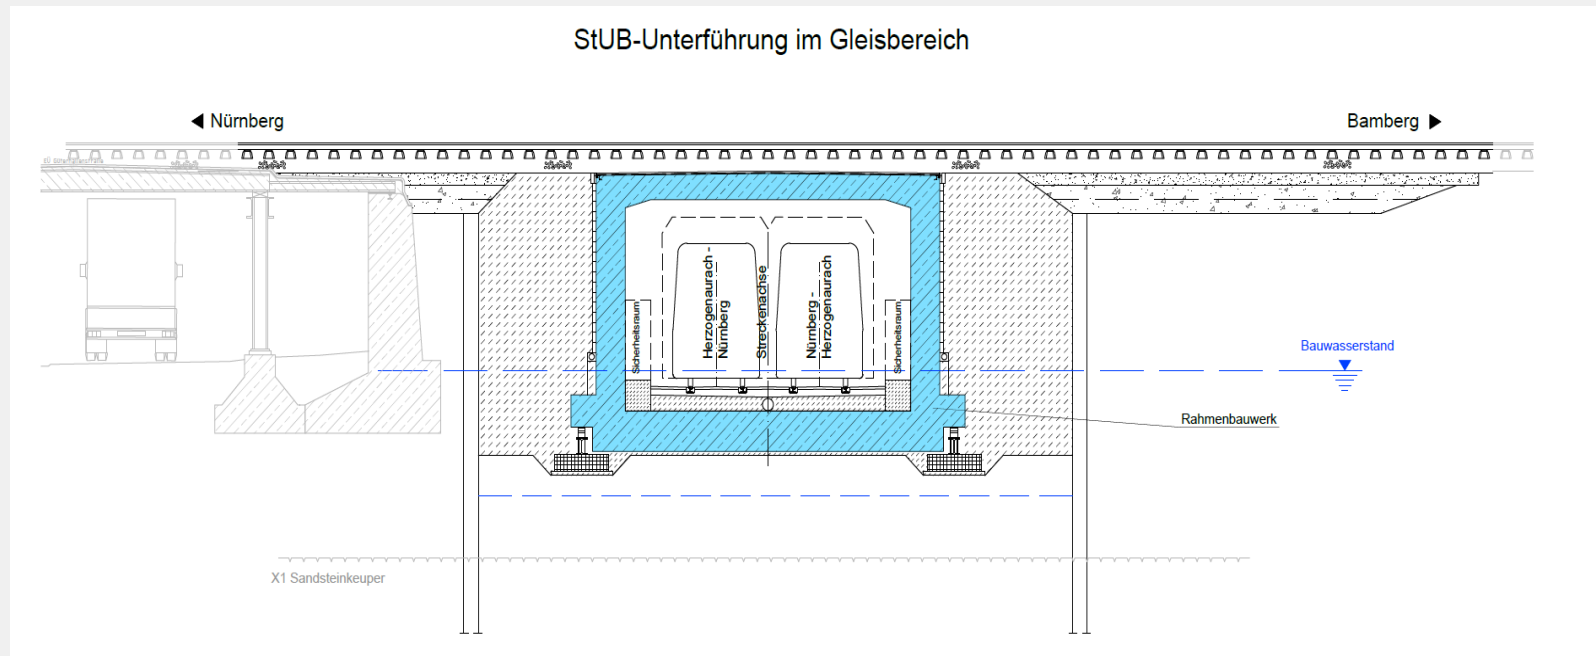 StUB-Unterführung im Gleisbereich
Nürnberg
Bamberg
Herzogenaurach -
Nürnberg
Streckenachse
Nürnberg -
Herzogenaurach
Sicherheitsraum
Sicherheitsraum
Bauwasserstand
Rahmenbauwerk
X1 Sandsteinkeuper